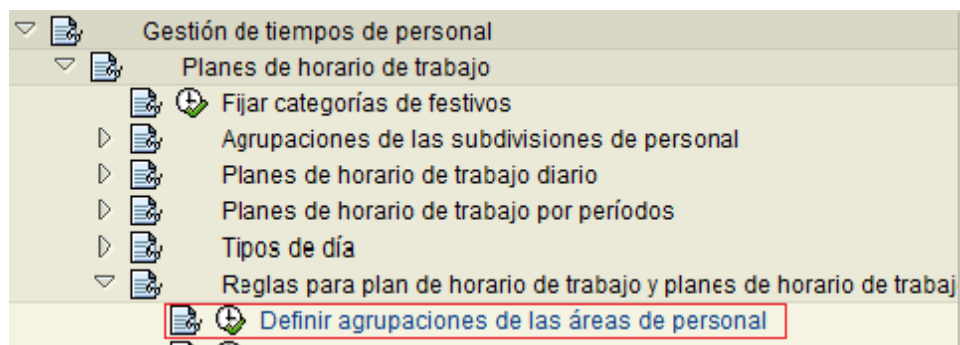 Gestión de tiempos de personal
Planes de horario de trabajo
Fijar categorías de festivos
Agrupaciones de las subdivisiones de personal
Planes de horario de trabajo diario
Planes de horario de trabajo por períodos
Tipos de día
Reglas para plan de horario de trabajo y planes de horario de trabaj
Definir agrupaciones de las áreas de personal